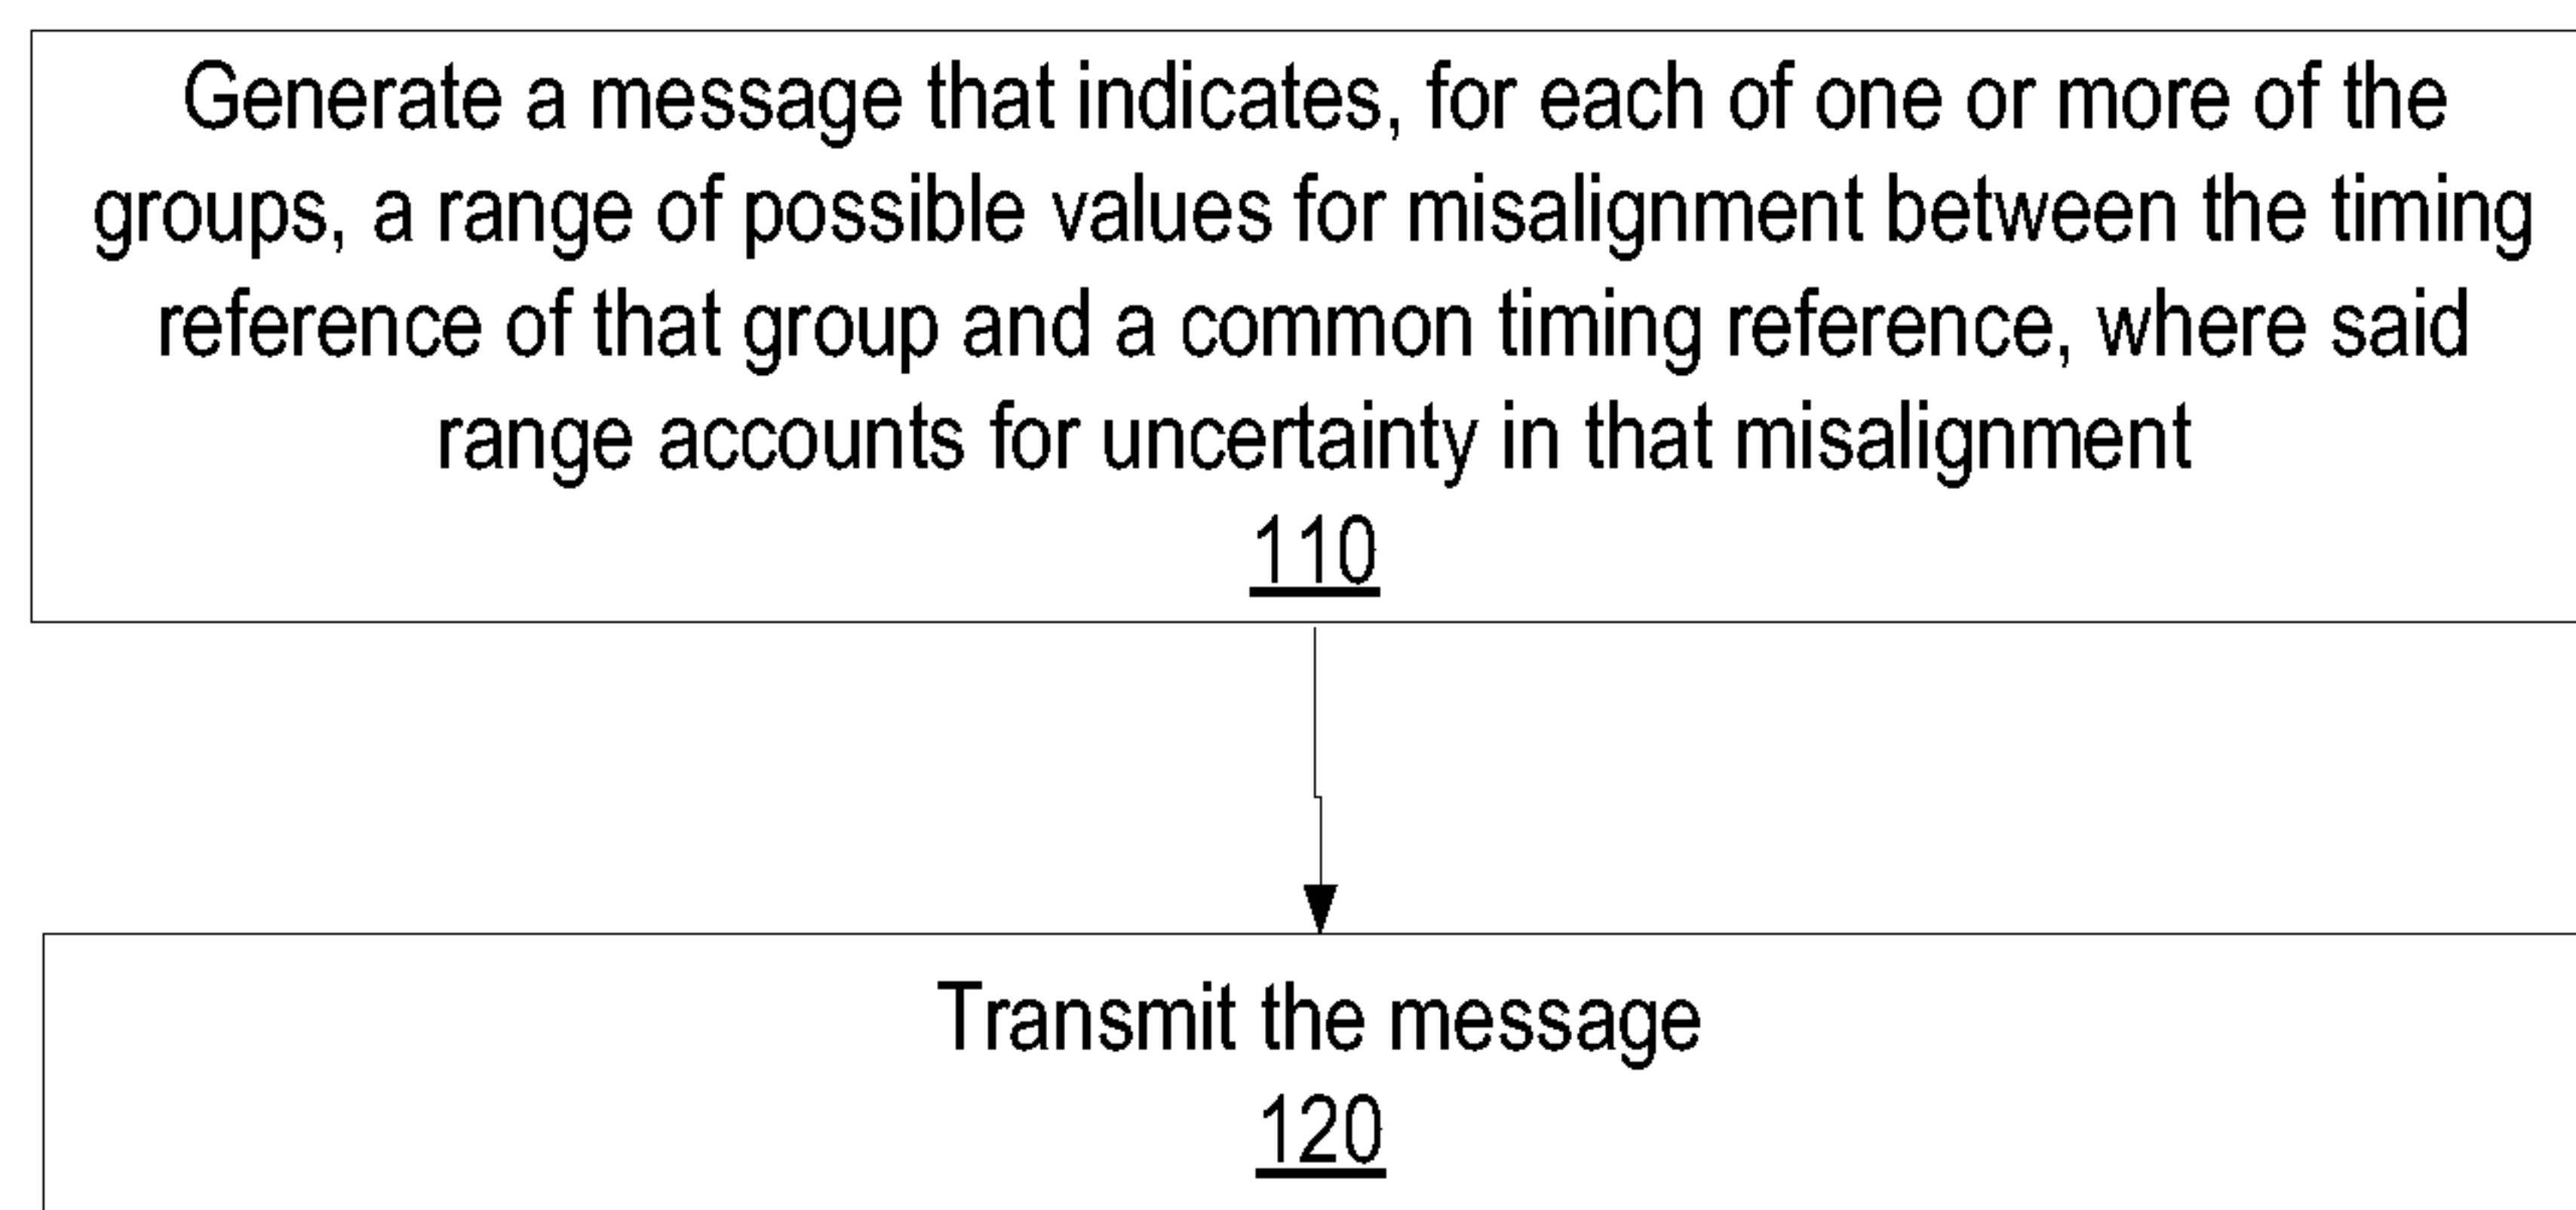 Generate a message that indicates, for each of one or more of the
groups, a range of possible values for misalignment between the timing
reference of that group and a common timing reference, where said
range accounts for uncertainty in that misalignment
110
Transmit the message
120